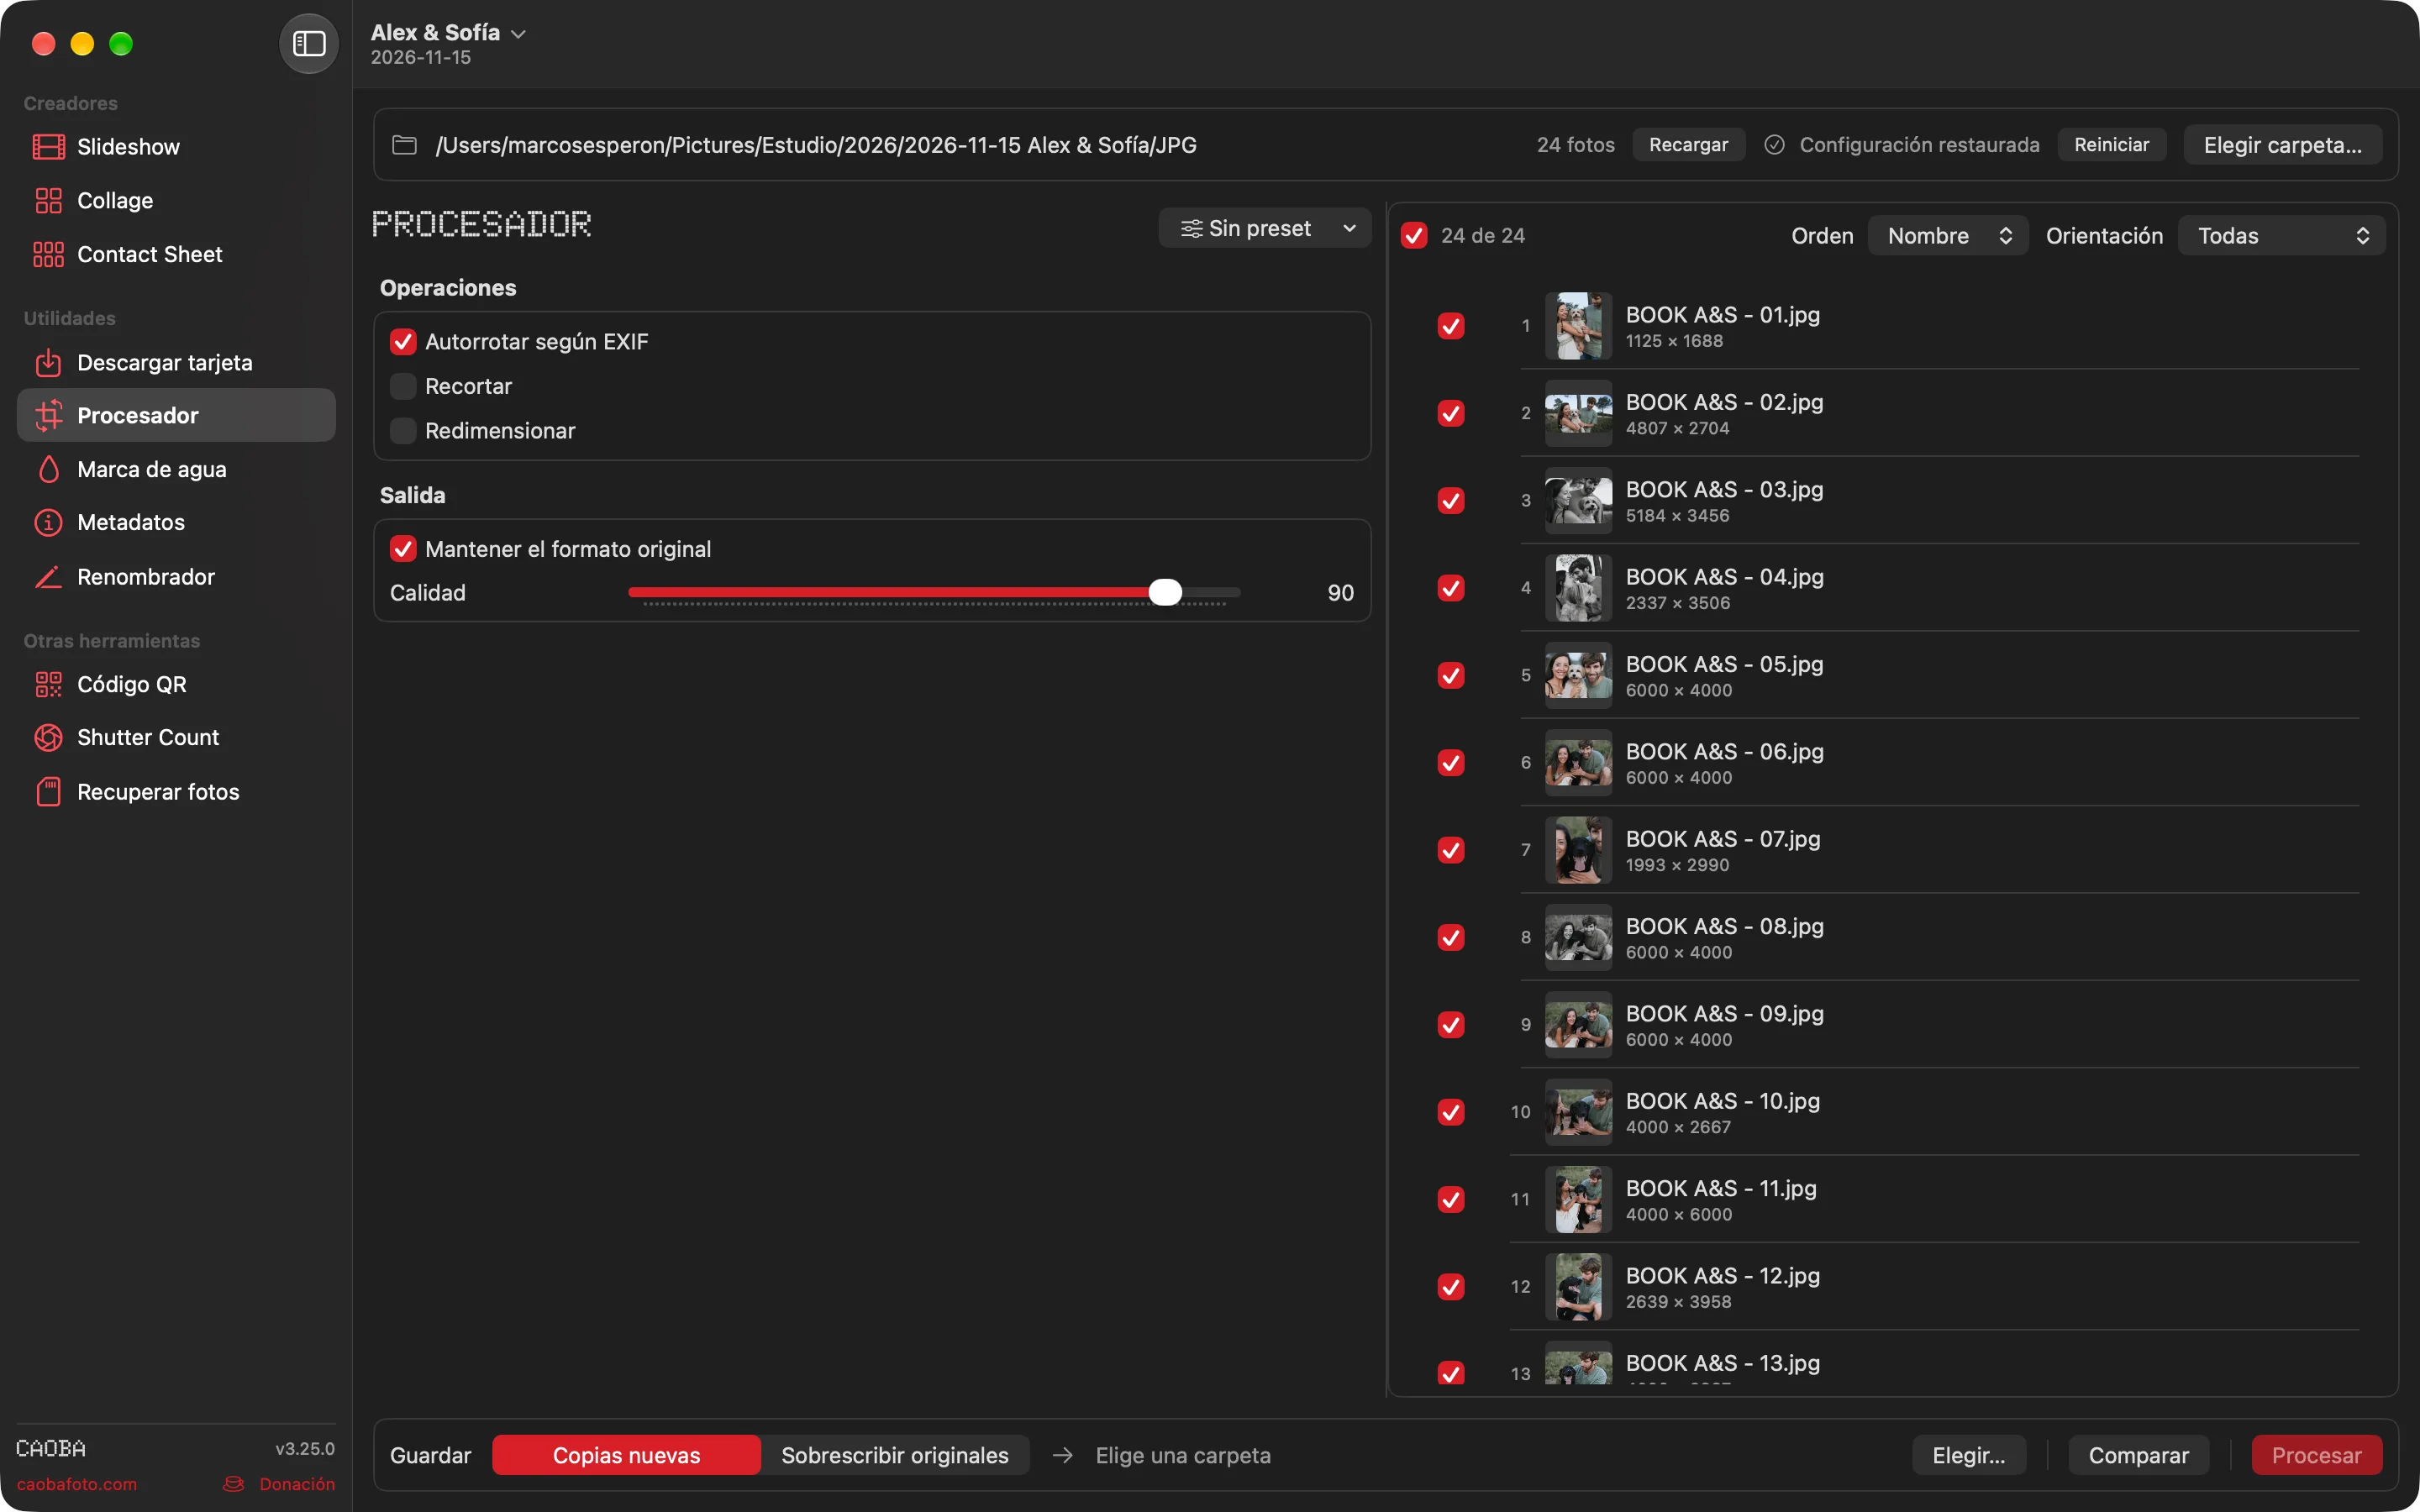 Alex & Sofía
2026-11-15
Creadores
Slideshow
Collage
Contact Sheet
Utilidades
Descargar tarjeta
Procesador
Marca de agua
Metadatos
Renombrador
Otras herramientas
Código QR
Shutter Count
Recuperar fotos
CAOBA v3.25.0
caobafoto.com Donación
/Users/marcosesperon/Pictures/Estudio/2026/2026-11-15 Alex & Sofía/JPG 24 fotos Recargar Configuración restaurada Reiniciar Elegir carpeta...
PROCESADOR Sin preset
Operaciones
Autorrotar según EXIF
Recortar
Redimensionar
Salida
Mantener el formato original
Calidad 90
24 de 24 Orden Nombre Orientación Todas
1 BOOK A&S - 01.jpg
1125 × 1688
2 BOOK A&S - 02.jpg
4807 × 2704
3 BOOK A&S - 03.jpg
5184 × 3456
4 BOOK A&S - 04.jpg
2337 × 3506
5 BOOK A&S - 05.jpg
6000 × 4000
6 BOOK A&S - 06.jpg
6000 × 4000
7 BOOK A&S - 07.jpg
1993 × 2990
8 BOOK A&S - 08.jpg
6000 × 4000
9 BOOK A&S - 09.jpg
6000 × 4000
10 BOOK A&S - 10.jpg
4000 × 2667
11 BOOK A&S - 11.jpg
4000 × 6000
12 BOOK A&S - 12.jpg
2639 × 3958
13 BOOK A&S - 13.jpg
Guardar Copias nuevas Sobrescribir originales → Elige una carpeta Elegir... Comparar Procesar